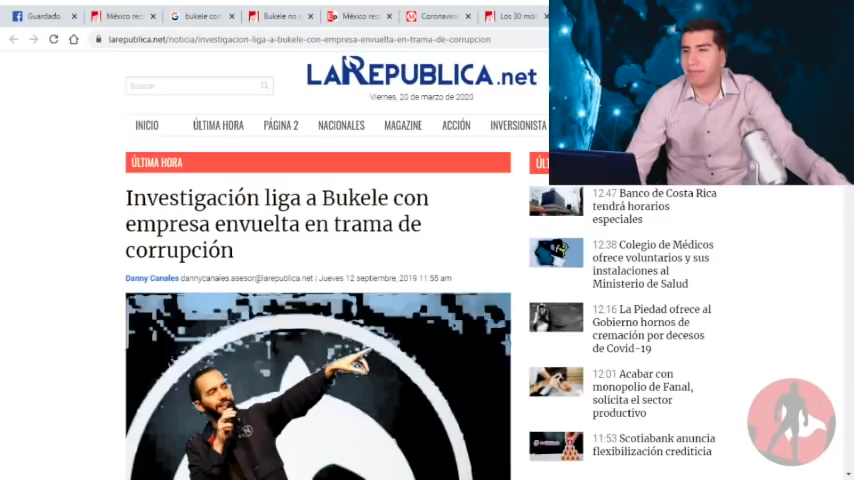 Guardado
México rec
bukele con
Bukele no
México res
Coronavir
Los 30 mo
larepublica.net/noticia/investigacion-liga-a-bukele-con-empresa-envuelta-en-trama-de-corrupcion
Buscar ...
LAREPUBLICA.net
Viernes, 20 de marzo de 2020
INICIO ÚLTIMA HORA PÁGINA 2 NACIONALES MAGAZINE ACCIÓN INVERSIONISTA
ÚLTIMA HORA
Investigación liga a Bukele con
empresa envuelta en trama de
corrupción
Danny Canales dannycanales.asesor@larepublica.net | Jueves 12 septiembre, 2019 11:55 am
12:47 Banco de Costa Rica
tendrá horarios
especiales
12:38 Colegio de Médicos
ofrece voluntarios y sus
instalaciones al
Ministerio de Salud
12:16 La Piedad ofrece al
Gobierno hornos de
cremación por decesos
de Covid-19
12:01 Acabar con
monopolio de Fanal,
solicita el sector
productivo
11:53 Scotiabank anuncia
flexibilización crediticia